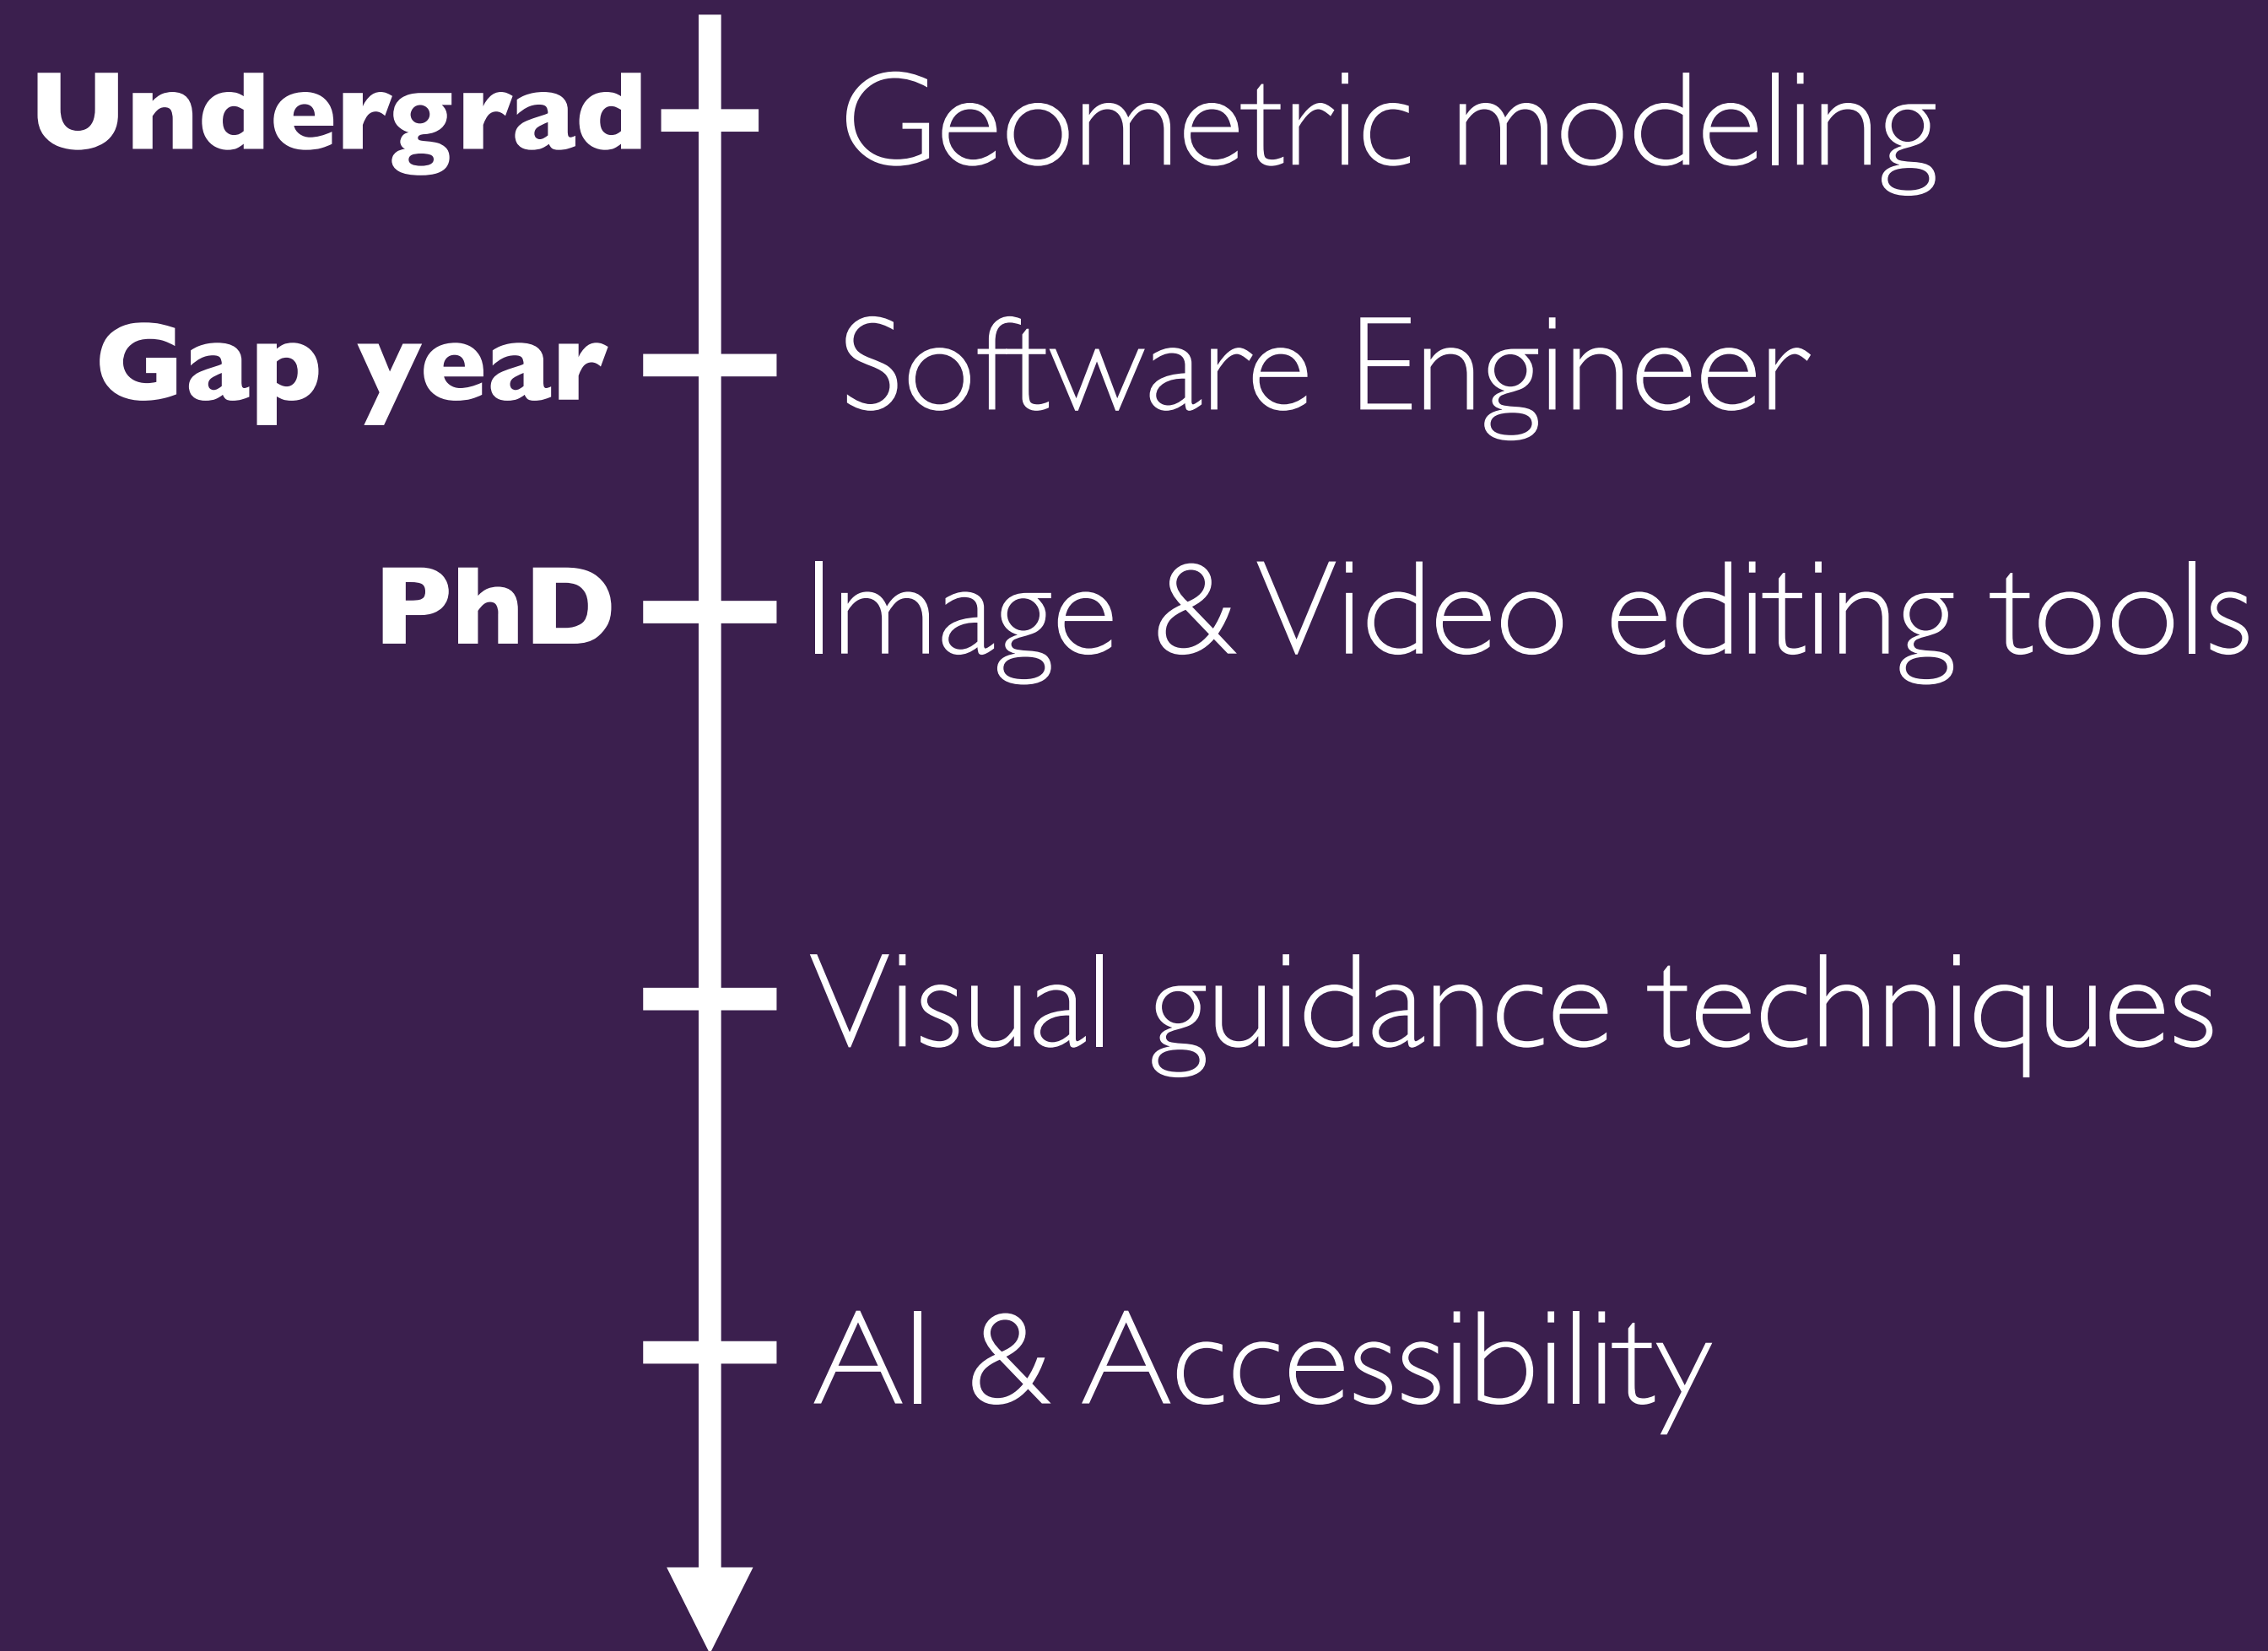 Undergrad Geometric modeling
Gap year Software Engineer
PhD Image & Video editing tools
Visual guidance techniques
AI & Accessibility